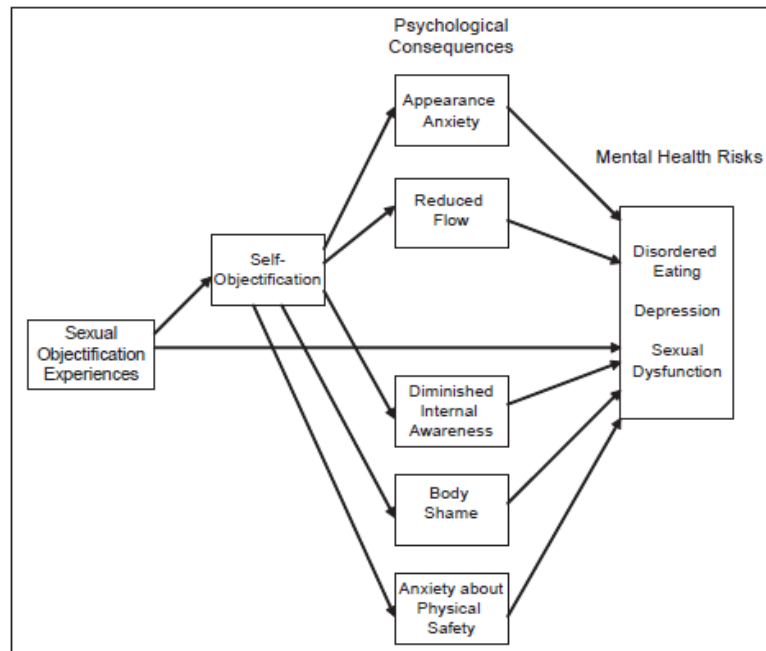 Psychological
Consequences
Appearance
Anxiety
Mental Health Risks
Reduced
Flow
Self-
Objectification
Disordered
Eating
Depression
Sexual
Dysfunction
Sexual
Objectification
Experiences
Diminished
Internal
Awareness
Body
Shame
Anxiety about
Physical
Safety